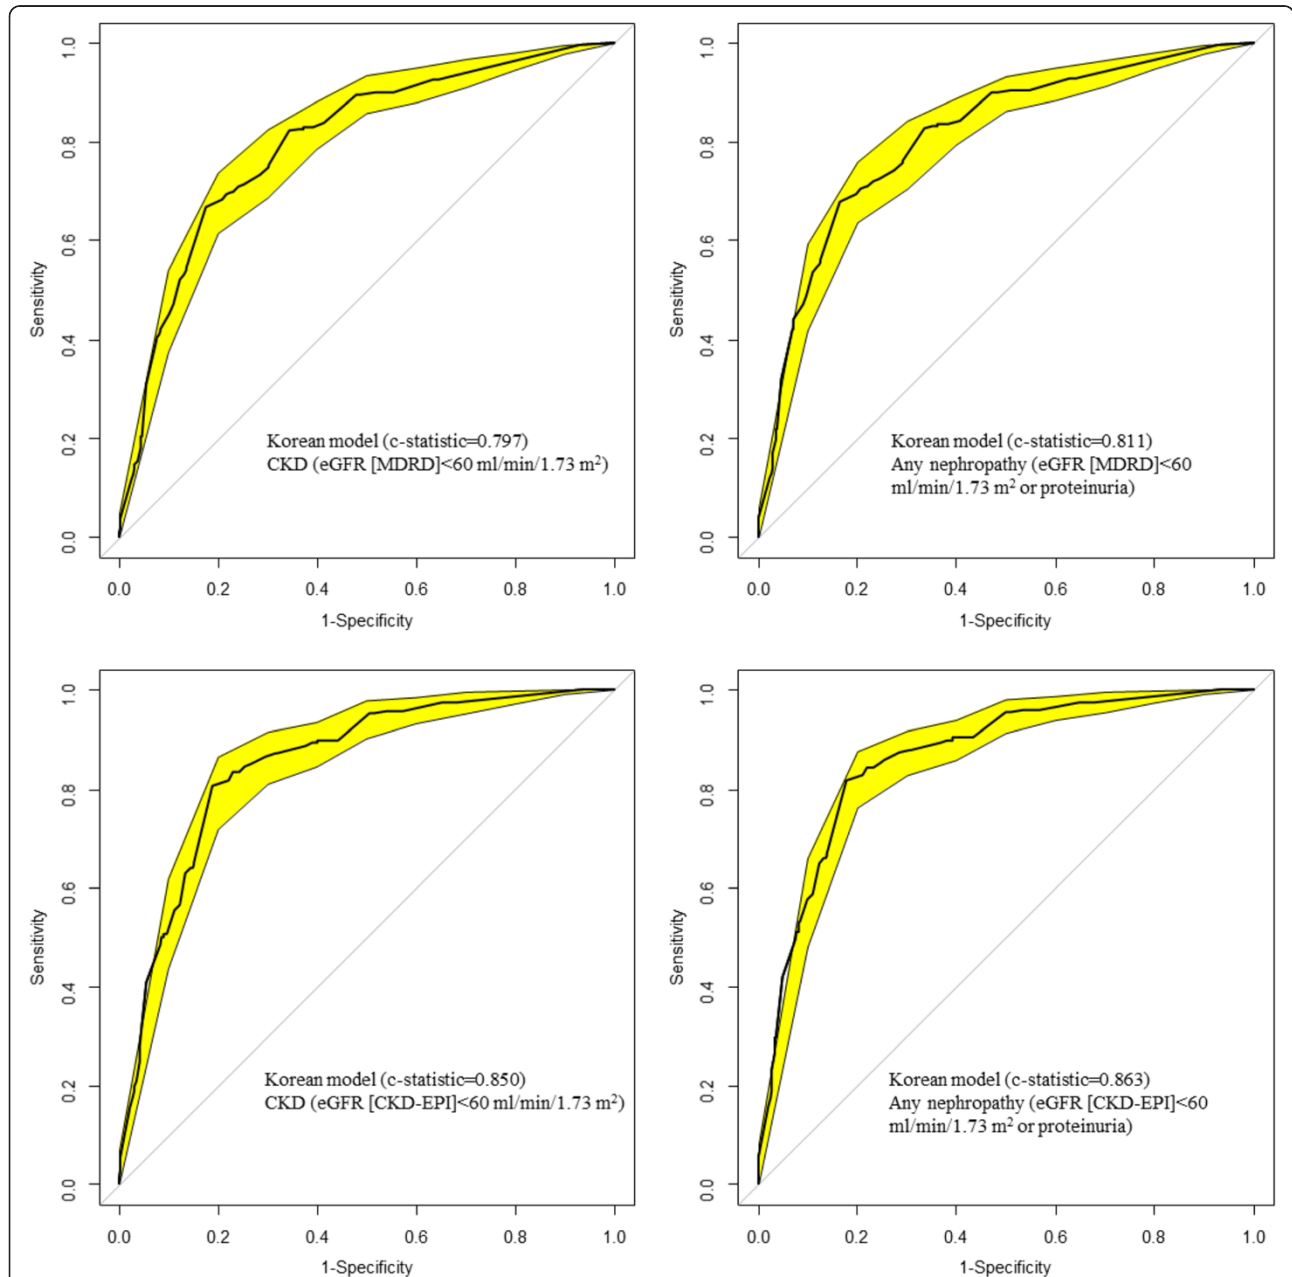 1.0
0.8
0.6
0.4
0.2
0.0
Sensitivity
Korean model (c-statistic=0.797)
CKD (eGFR [MDRD]<60 ml/min/1.73 m²)
0.0 0.2 0.4 0.6 0.8 1.0
1-Specificity
1.0
0.8
0.6
0.4
0.2
0.0
Sensitivity
Korean model (c-statistic=0.811)
Any nephropathy (eGFR [MDRD]<60
ml/min/1.73 m² or proteinuria)
0.0 0.2 0.4 0.6 0.8 1.0
1-Specificity
1.0
0.8
0.6
0.4
0.2
0.0
Sensitivity
Korean model (c-statistic=0.850)
CKD (eGFR [CKD-EPI]<60 ml/min/1.73 m²)
0.0 0.2 0.4 0.6 0.8 1.0
1-Specificity
1.0
0.8
0.6
0.4
0.2
0.0
Sensitivity
Korean model (c-statistic=0.863)
Any nephropathy (eGFR [CKD-EPI]<60
ml/min/1.73 m² or proteinuria)
0.0 0.2 0.4 0.6 0.8 1.0
1-Specificity